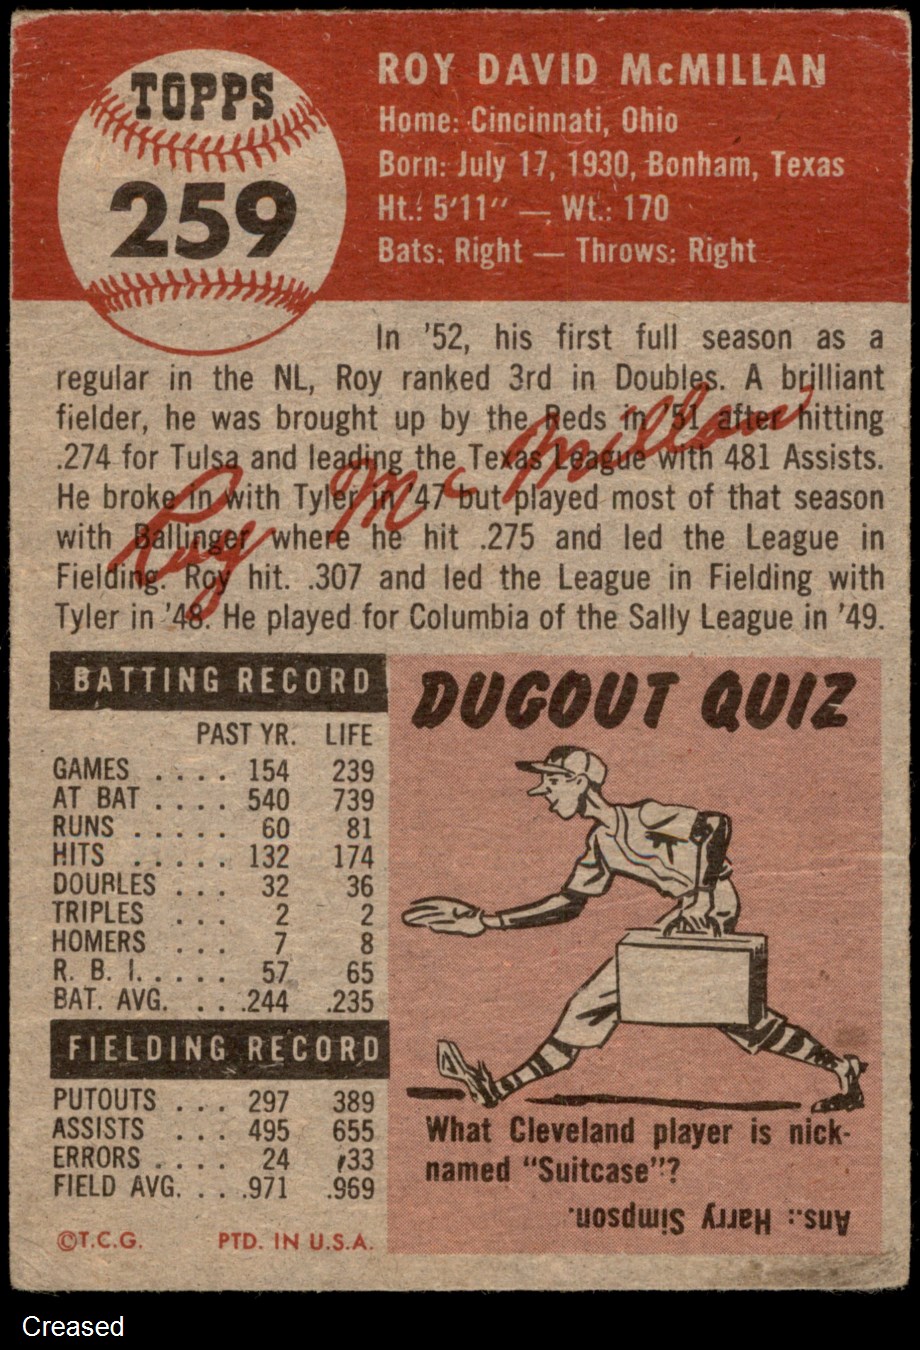 TOPPS
259
ROY DAVID McMILLAN
Home: Cincinnati, Ohio
Born: July 17, 1930, Bonham, Texas
Ht.: 5'11" — Wt.: 170
Bats: Right — Throws: Right
In '52, his first full season as a
regular in the NL, Roy ranked 3rd in Doubles. A brilliant
fielder, he was brought up by the Reds in '51 after hitting
.274 for Tulsa and leading the Texas League with 481 Assists.
He broke in with Tyler in '47 but played most of that season
with Ballinger where he hit .275 and led the League in
Fielding. Roy hit. .307 and led the League in Fielding with
Tyler in '48. He played for Columbia of the Sally League in '49.
Roy McMillan
BATTING RECORD
PAST YR. LIFE
GAMES .... 154 239
AT BAT .... 540 739
RUNS ..... 60 81
HITS ..... 132 174
DOUBLES ... 32 36
TRIPLES ... 2 2
HOMERS ... 7 8
R. B. I..... 57 65
BAT. AVG. ... .244 .235
FIELDING RECORD
PUTOUTS ... 297 389
ASSISTS ... 495 655
ERRORS .... 24 33
FIELD AVG. ... .971 .969
©T.C.G. PTD. IN U.S.A.
DUGOUT QUIZ
What Cleveland player is nick-
named "Suitcase"?
Ans.: Harry Simpson.
Creased